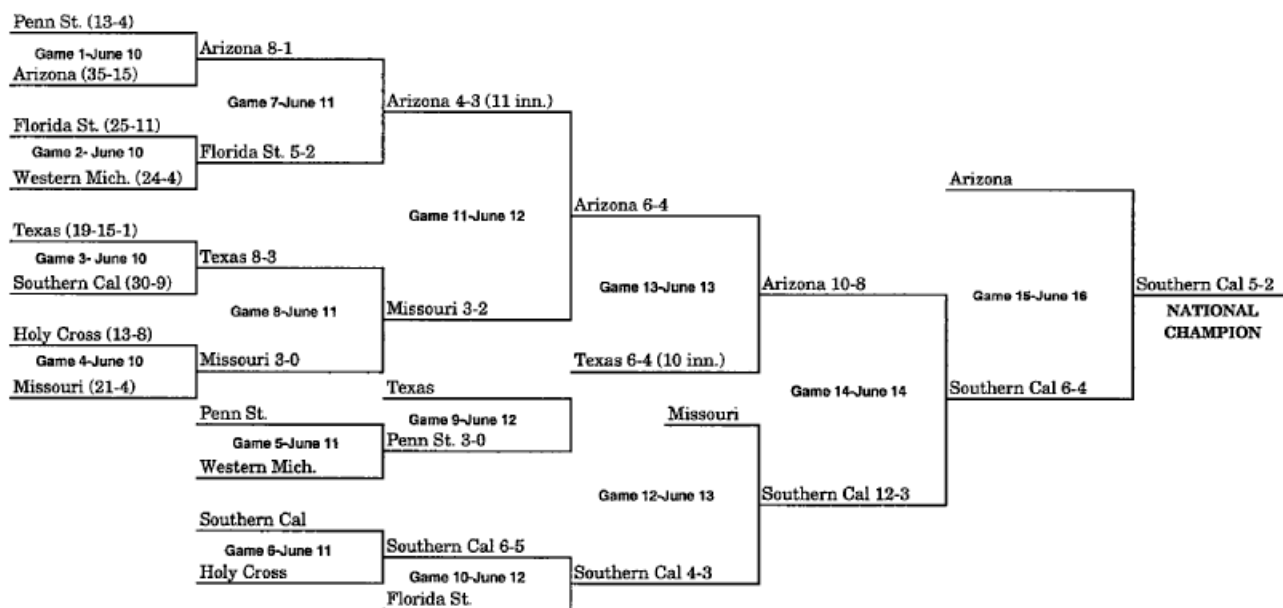 Penn St. (13-4)
Game 1-June 10
Arizona (35-15)
Arizona 8-1
Game 7-June 11
Florida St. (25-11)
Game 2- June 10
Western Mich. (24-4)
Florida St. 5-2
Arizona 4-3 (11 inn.)
Game 11-June 12
Texas (19-15-1)
Game 3- June 10
Southern Cal (30-9)
Texas 8-3
Game 8-June 11
Holy Cross (13-8)
Game 4-June 10
Missouri (21-4)
Missouri 3-0
Missouri 3-2
Arizona 6-4
Game 13-June 13
Texas 6-4 (10 inn.)
Arizona 10-8
Texas
Game 9-June 12
Penn St. 3-0
Penn St.
Game 5-June 11
Western Mich.
Missouri
Game 12-June 13
Southern Cal 12-3
Game 14-June 14
Southern Cal
Game 6-June 11
Holy Cross
Southern Cal 6-5
Game 10-June 12
Florida St.
Southern Cal 4-3
Arizona
Game 15-June 16
Southern Cal 6-4
Southern Cal 5-2
NATIONAL
CHAMPION